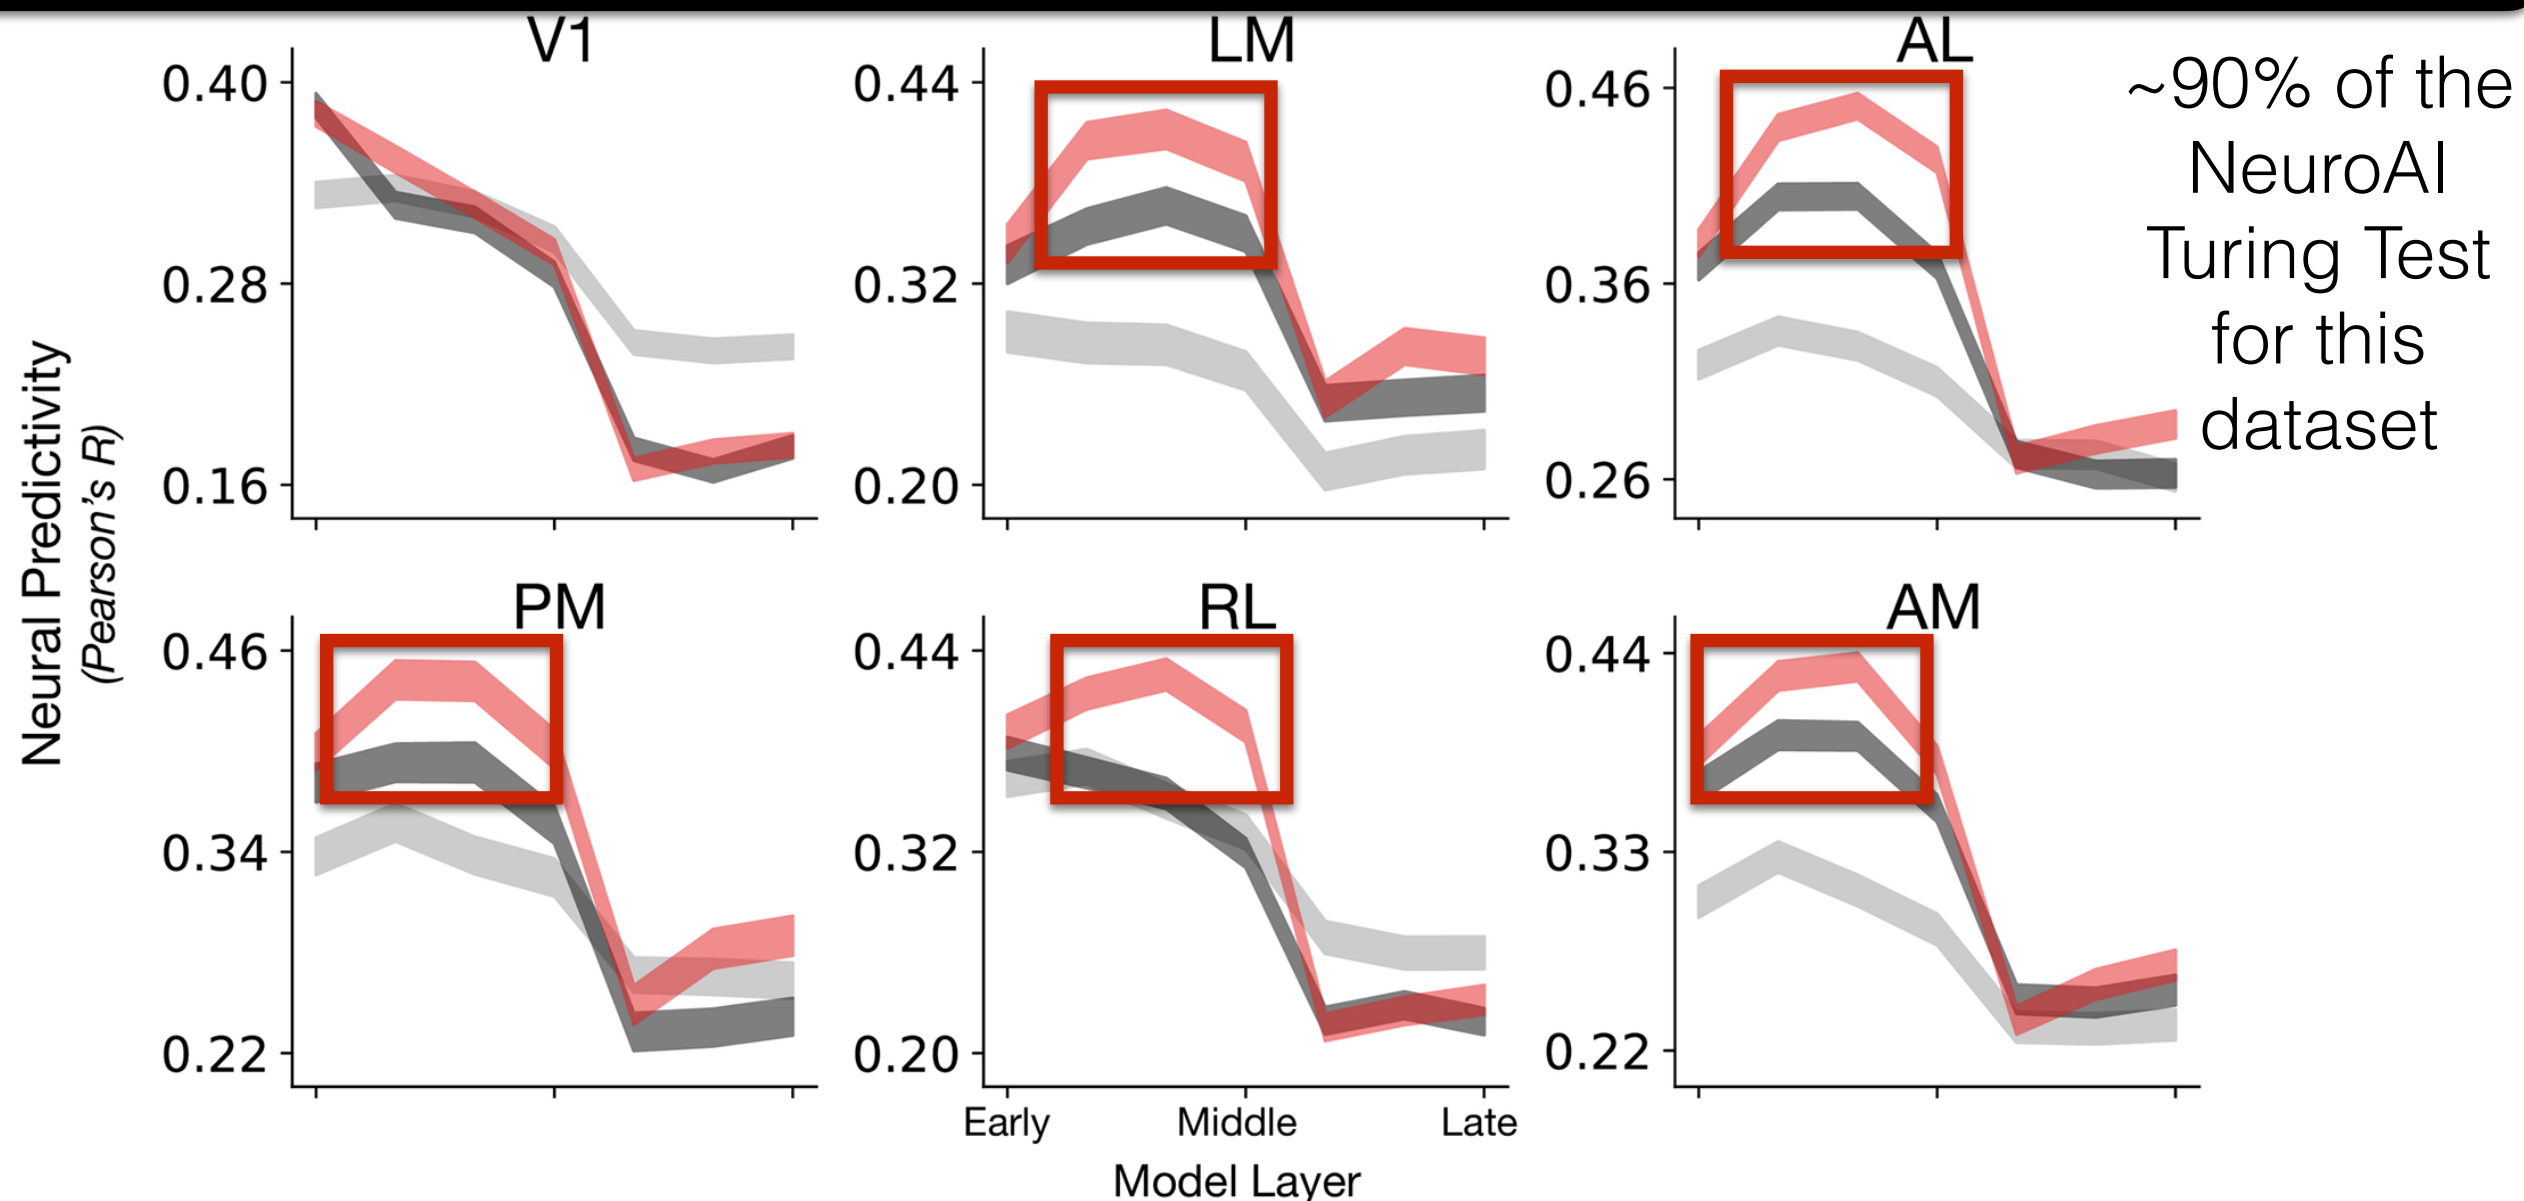 V1
LM
AL
0.40
0.28
0.16
0.44
0.32
0.20
0.46
0.36
0.26
~90% of the
NeuroAI
Turing Test
for this
dataset
Neural Predictivity
(Pearson's R)
PM
RL
AM
0.46
0.34
0.22
0.44
0.32
0.20
0.44
0.33
0.22
Early
Middle
Late
Model Layer